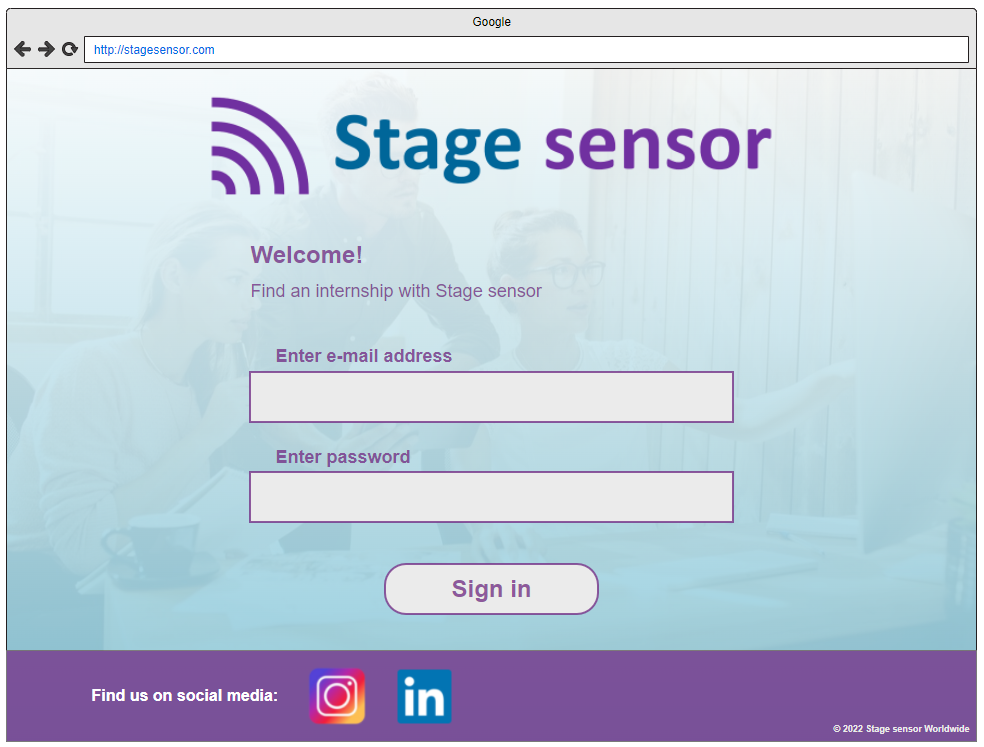 Google
http://stagesensor.com
Stage sensor
Welcome!
Find an internship with Stage sensor
Enter e-mail address
Enter password
Sign in
Find us on social media:
in
© 2022 Stage sensor Worldwide